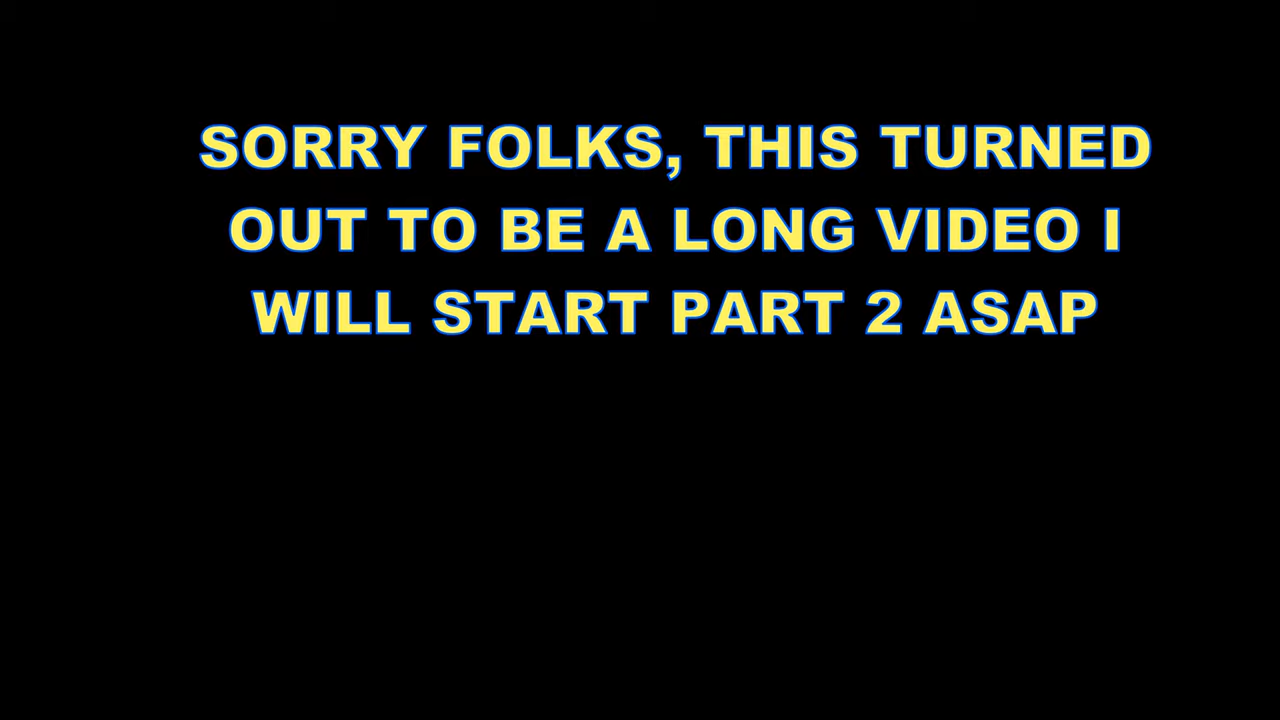 SORRY FOLKS, THIS TURNED
OUT TO BE A LONG VIDEO I
WILL START PART 2 ASAP